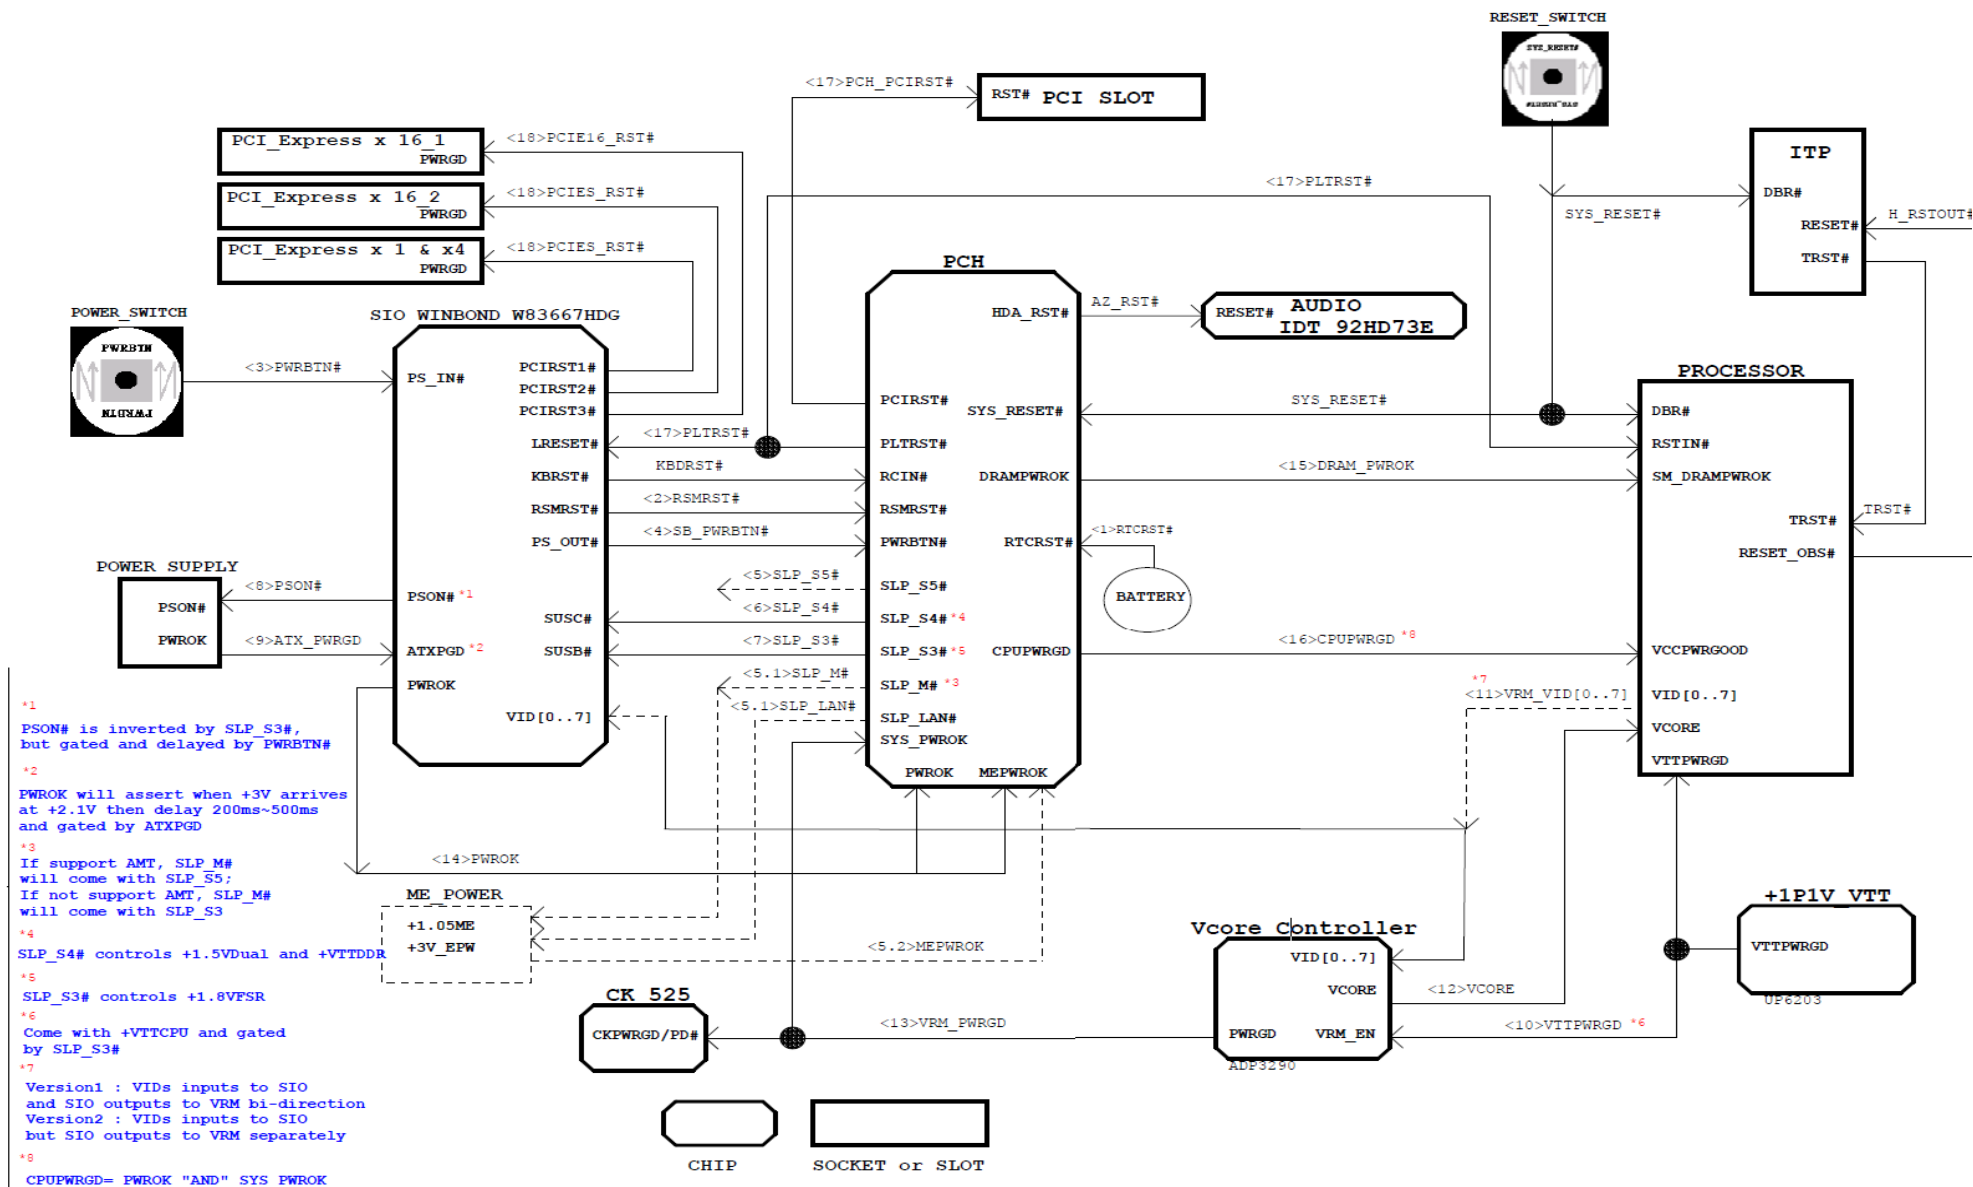 RESET_SWITCH
SYS_RESET#
<17>PCH_PCIRST#
RST# PCI SLOT
PCI_Express x 16_1
PWRGD
<18>PCIE16_RST#
PCI_Express x 16_2
PWRGD
<18>PCIES_RST#
PCI_Express x 1 & x4
PWRGD
<18>PCIES_RST#
<17>PLTRST#
SYS_RESET#
ITP
DBR#
RESET#
TRST#
H_RSTOUT#
POWER_SWITCH
PWRBTN
PWRBTN
<3>PWRBTN#
SIO WINBOND W83667HDG
PS_IN#
PCIRST1#
PCIRST2#
PCIRST3#
LRESET#
KBRST#
RSMRST#
PS_OUT#
PSON# *1
SUSC#
ATXPGD *2
SUSB#
PWROK
VID[0..7]
<17>PLTRST#
KBDRST#
<2>RSMRST#
<4>SB_PWRBTN#
<5>SLP_S5#
<6>SLP_S4#
<7>SLP_S3#
<5.1>SLP_M#
<5.1>SLP_LAN#
PCH
HDA_RST#
PCIRST#
SYS_RESET#
PLTRST#
RCIN#
DRAMPWROK
RSMRST#
PWRBTN#
RTCRST#
SLP_S5#
SLP_S4# *4
SLP_S3# *5
CPUPWRGD
SLP_M# *3
SLP_LAN#
SYS_PWROK
PWROK
MEPWROK
AZ_RST#
RESET# AUDIO
IDT 92HD73E
SYS_RESET#
<15>DRAM_PWROK
<1>RTCRST#
BATTERY
<16>CPUPWRGD *8
*7
<11>VRM_VID[0..7]
PROCESSOR
DBR#
RSTIN#
SM_DRAMPWROK
TRST#
RESET_OBS#
VCCPWRGOOD
VID[0..7]
VCORE
VTTPWRGD
TRST#
POWER SUPPLY
PSON#
PWROK
<8>PSON#
<9>ATX_PWRGD
<14>PWROK
ME_POWER
+1.05ME
+3V_EPW
<5.2>MEPWROK
CK 525
CKPWRGD/PD#
<13>VRM_PWRGD
Vcore Controller
VID[0..7]
VCORE
PWRGD
VRM_EN
ADP3290
<12>VCORE
<10>VTTPWRGD *6
+1P1V_VTT
VTTPWRGD
UP6203
*1
PSON# is inverted by SLP_S3#,
but gated and delayed by PWRBTN#
*2
PWROK will assert when +3V arrives
at +2.1V then delay 200ms~500ms
and gated by ATXPGD
*3
If support AMT, SLP_M#
will come with SLP_S5;
If not support AMT, SLP_M#
will come with SLP_S3
*4
SLP_S4# controls +1.5VDual and +VTTDDR
*5
SLP_S3# controls +1.8VFSR
*6
Come with +VTTCPU and gated
by SLP_S3#
*7
Version1 : VIDs inputs to SIO
and SIO outputs to VRM bi-direction
Version2 : VIDs inputs to SIO
but SIO outputs to VRM separately
*8
CPUPWRGD= PWROK "AND" SYS_PWROK
CHIP
SOCKET or SLOT